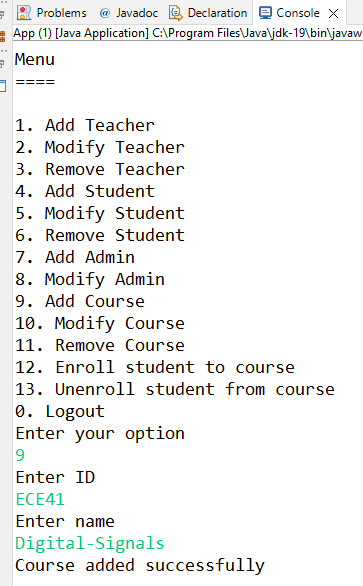 Problems @ Javadoc Declaration Console
App (1) [Java Application] C:\Program Files\Java\jdk-19\bin\javaw
Menu
====
1. Add Teacher
2. Modify Teacher
3. Remove Teacher
4. Add Student
5. Modify Student
6. Remove Student
7. Add Admin
8. Modify Admin
9. Add Course
10. Modify Course
11. Remove Course
12. Enroll student to course
13. Unenroll student from course
0. Logout
Enter your option
9
Enter ID
ECE41
Enter name
Digital-Signals
Course added successfully